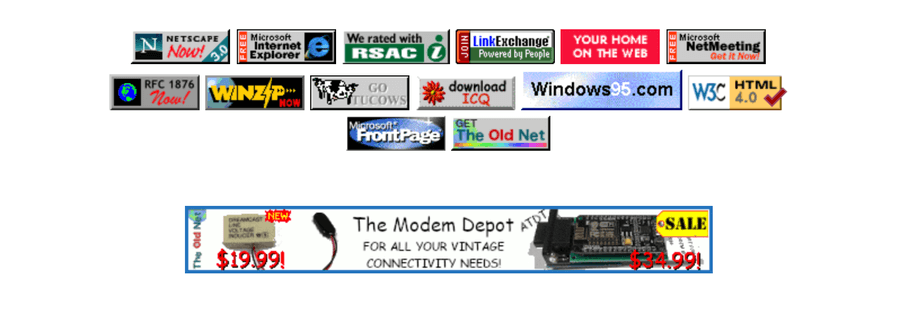 NETSCAPE
Now! 3.0
FREE
Microsoft
Internet
Explorer
We rated with
RSAC i
JOIN
LinkExchange
Powered by People
YOUR HOME
ON THE WEB
FREE
Microsoft
NetMeeting
Get it Now!
RFC 1876
Now!
WINZIP
NOW
GO
TUCOWS
download
ICQ
Windows95.com
W3C HTML
4.0
Microsoft
FrontPage
GET
The Old Net
The Old Net
DREAMCAST
LINE
VOLTAGE
INDUCER
NEW
$19.99!
The Modem Depot
FOR ALL YOUR VINTAGE
CONNECTIVITY NEEDS!
ATDT
SALE
$34.99!